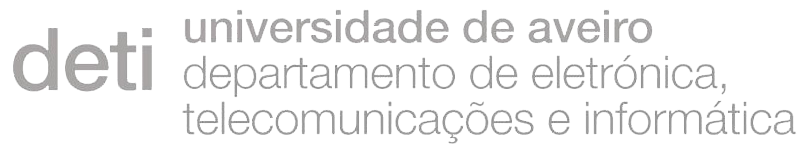 deti
universidade de aveiro
departamento de eletrónica,
telecomunicações e informática